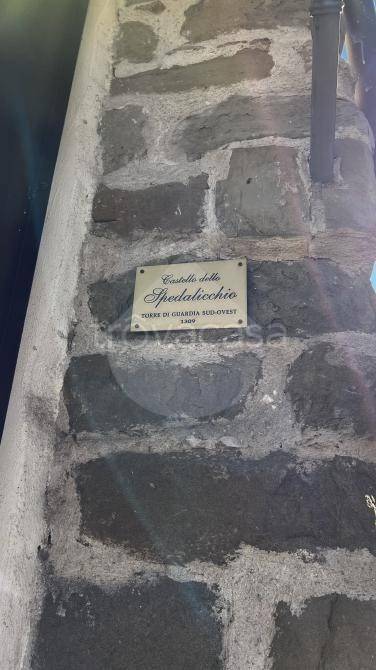 Castello dello
Spedalicchio
TORRE DI GUARDIA SUD-OVEST
1309
trovacasa